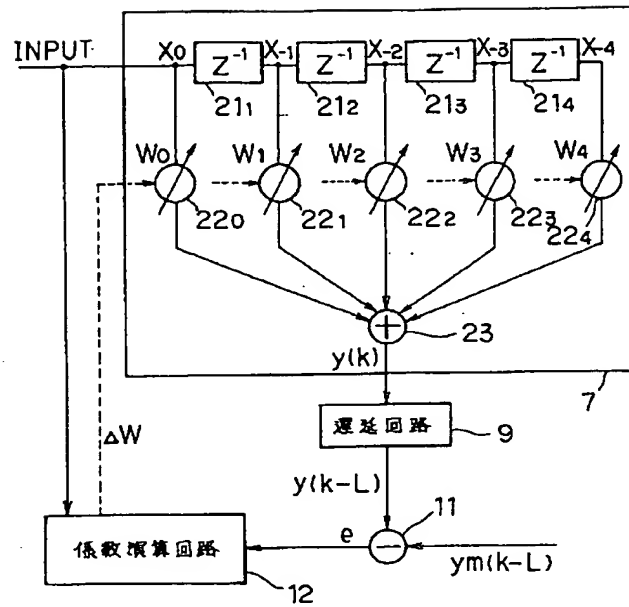 INPUT X0 Z-1 X-1 Z-1 X-2 Z-1 X-3 Z-1 X-4
211 212 213 214
W0 W1 W2 W3 W4
220 221 222 223 224
+ 23
y(k)
7
遅延回路 9
ΔW
y(k-L)
11
e −
ym(k-L)
係数演算回路
12